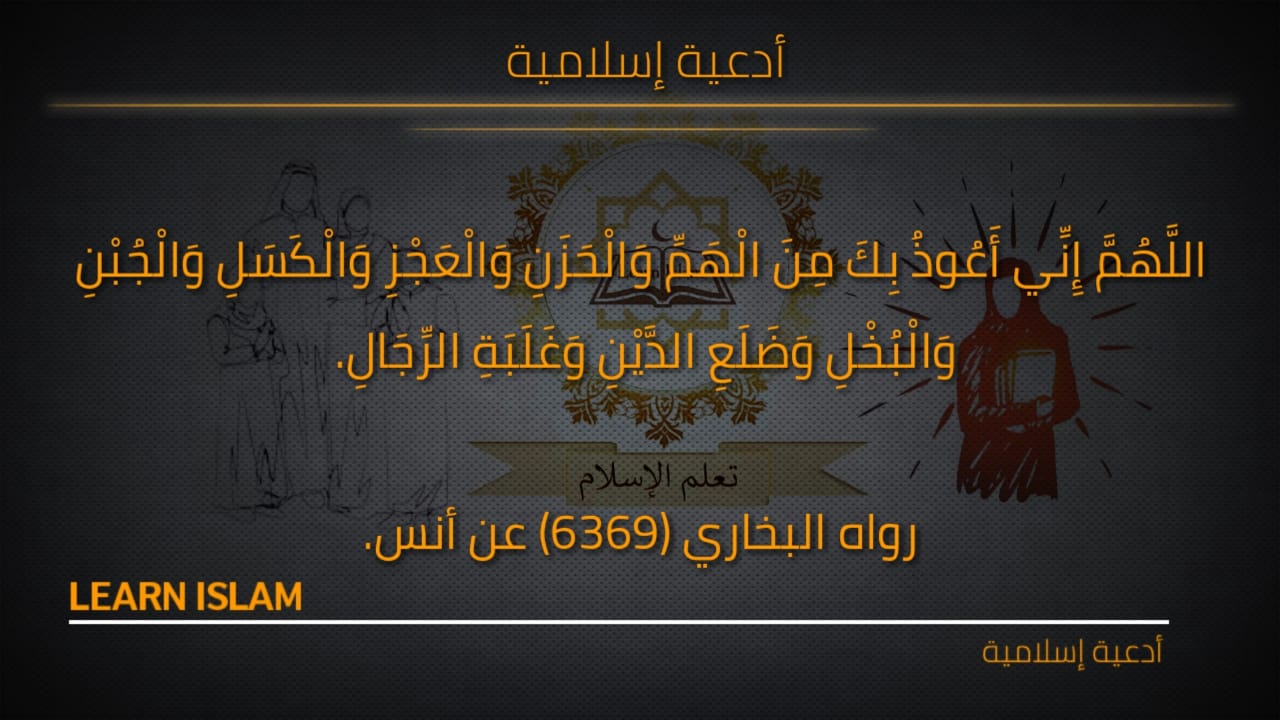 أدعية إسلامية
اللَّهُمَّ إِنِّي أَعُوذُ بِكَ مِنَ الْهَمِّ وَالْحَزَنِ وَالْعَجْزِ وَالْكَسَلِ وَالْجُبْنِ
وَالْبُخْلِ وَضَلَعِ الدَّيْنِ وَغَلَبَةِ الرِّجَالِ.
تعلم الإسلام
رواه البخاري (6369) عن أنس.
LEARN ISLAM
أدعية إسلامية